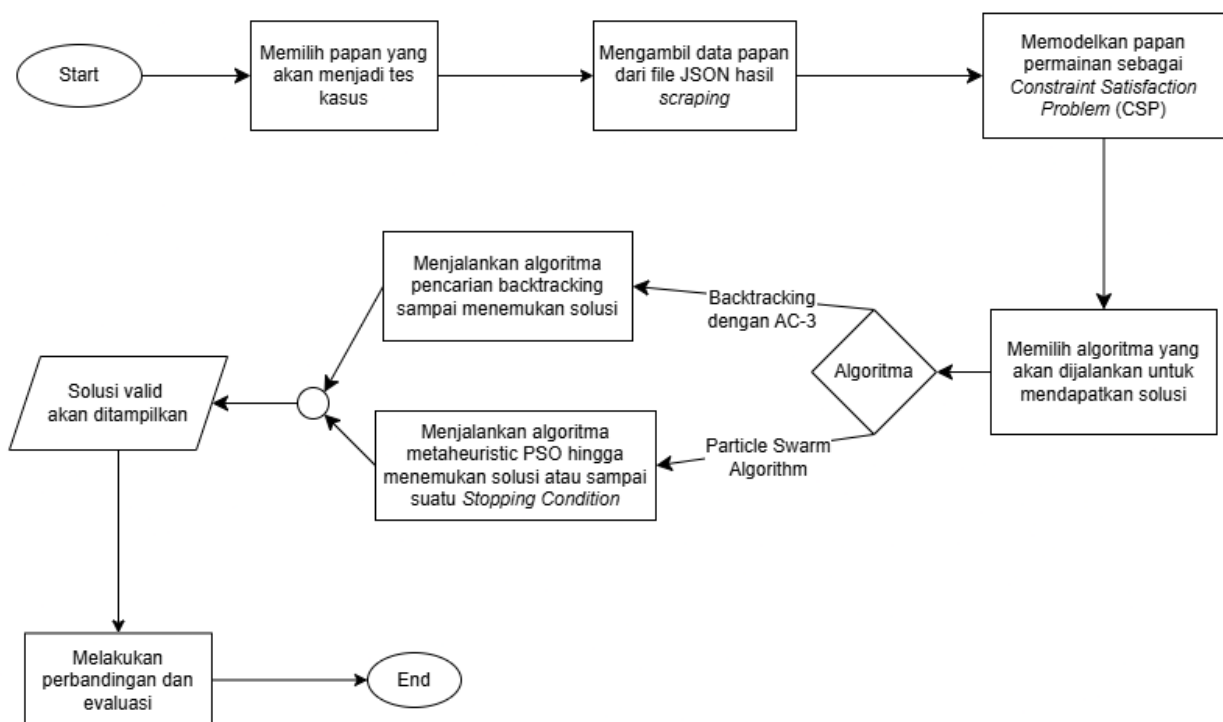 Start
Memilih papan yang
akan menjadi tes
kasus
Mengambil data papan
dari file JSON hasil
scraping
Memodelkan papan
permainan sebagai
Constraint Satisfaction
Problem (CSP)
Memilih algoritma yang
akan dijalankan untuk
mendapatkan solusi
Algoritma
Backtracking
dengan AC-3
Menjalankan algoritma
pencarian backtracking
sampai menemukan solusi
Particle Swarm
Algorithm
Menjalankan algoritma
metaheuristic PSO hingga
menemukan solusi atau sampai
suatu Stopping Condition
Solusi valid
akan ditampilkan
Melakukan
perbandingan dan
evaluasi
End